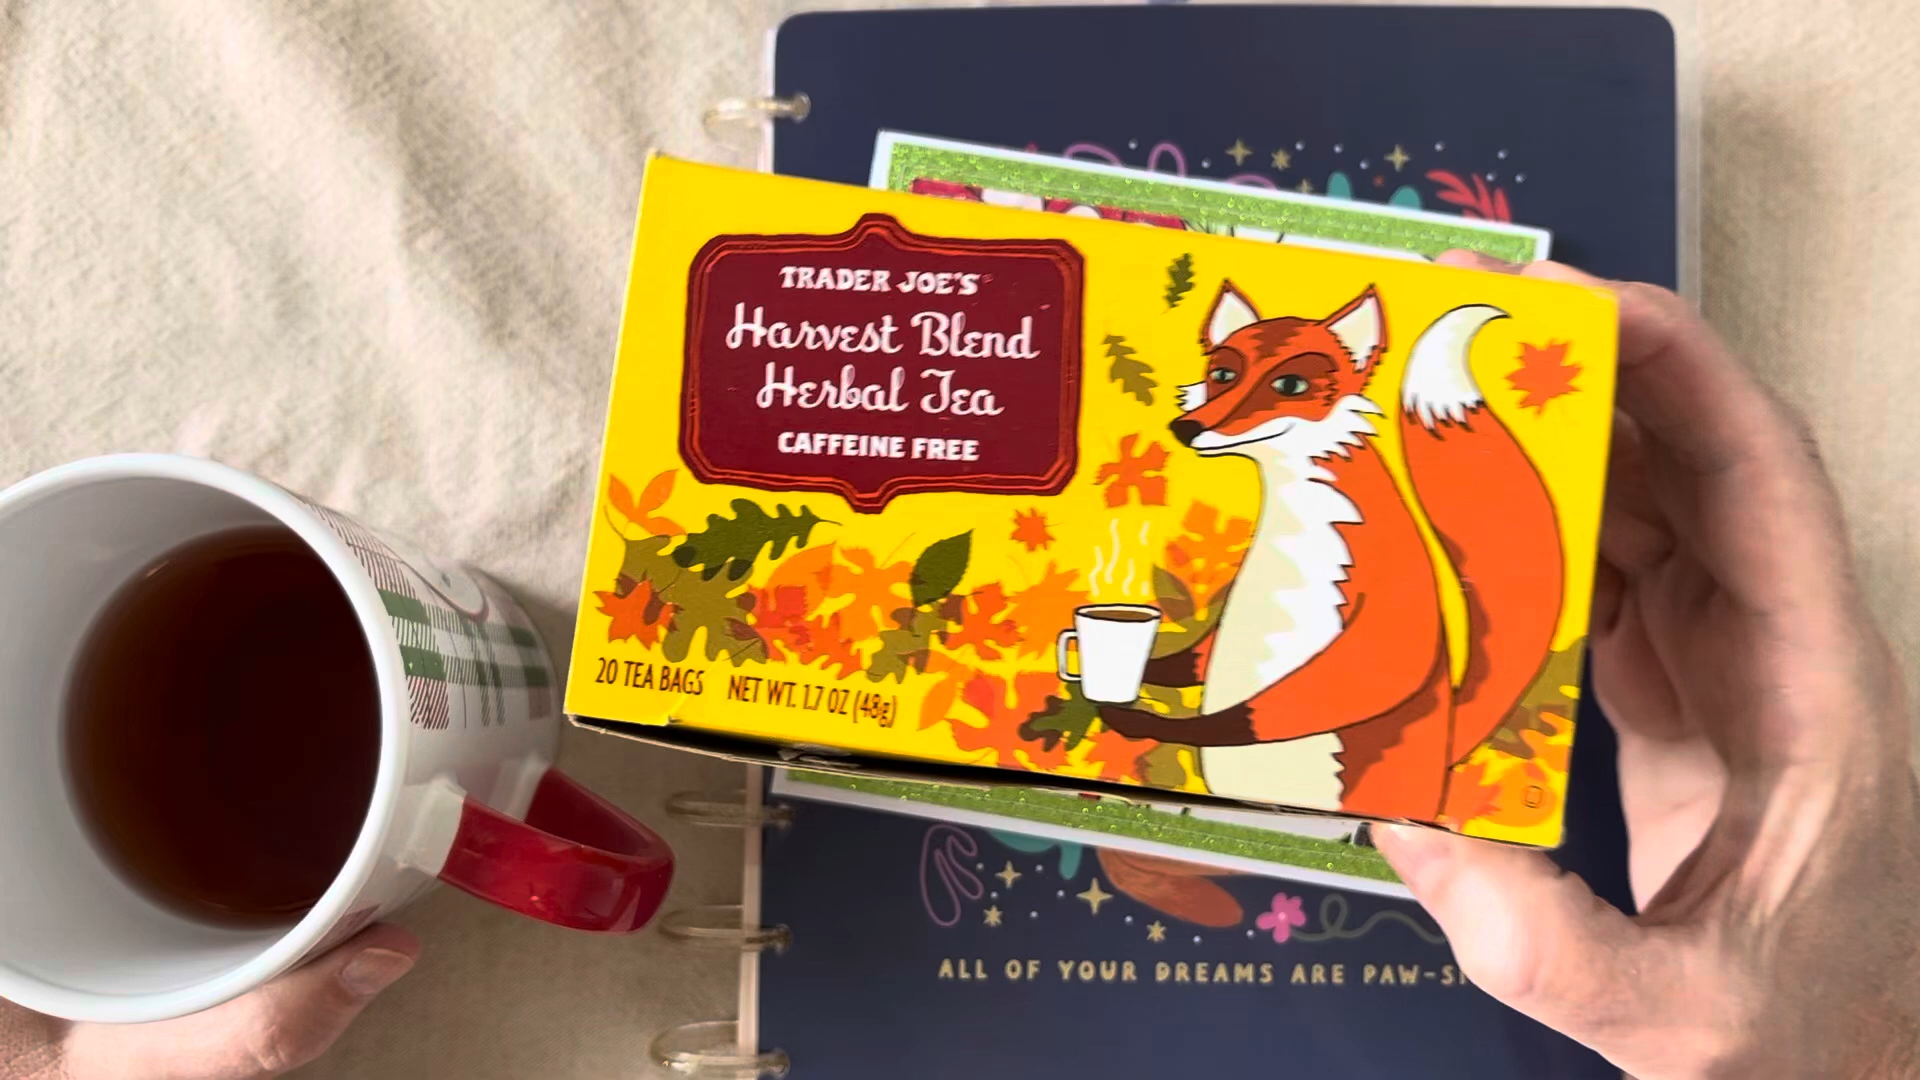 TRADER JOE'S
Harvest Blend
Herbal Tea
CAFFEINE FREE
20 TEA BAGS NET WT. 1.7 OZ (48g)
ALL OF YOUR DREAMS ARE